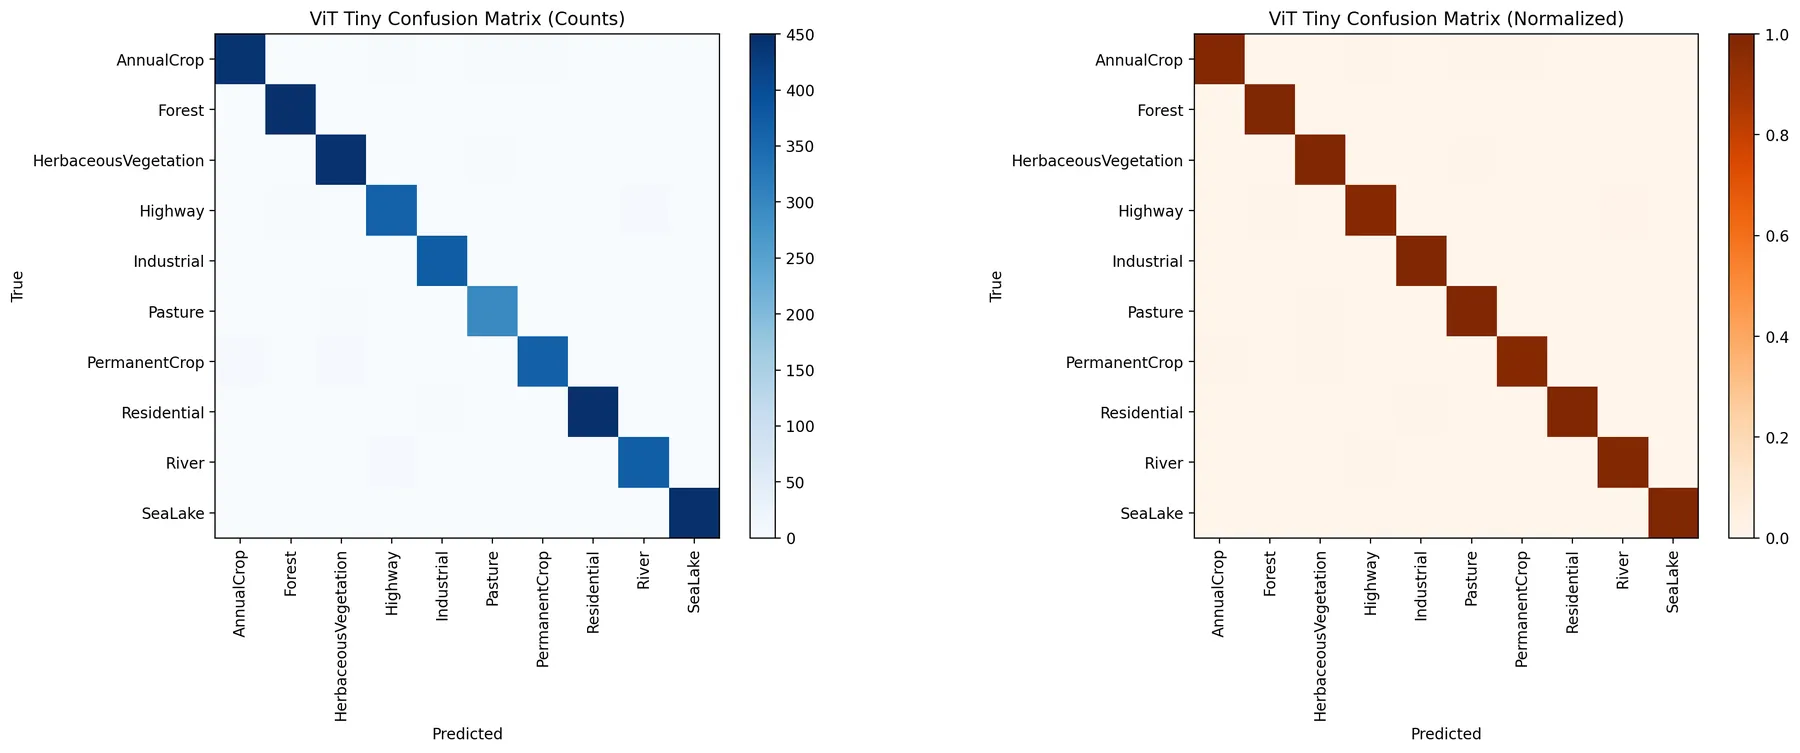 ViT Tiny Confusion Matrix (Counts)
True
AnnualCrop
Forest
HerbaceousVegetation
Highway
Industrial
Pasture
PermanentCrop
Residential
River
SeaLake
AnnualCrop
Forest
HerbaceousVegetation
Highway
Industrial
Pasture
PermanentCrop
Residential
River
SeaLake
Predicted
450
400
350
300
250
200
150
100
50
0
ViT Tiny Confusion Matrix (Normalized)
True
AnnualCrop
Forest
HerbaceousVegetation
Highway
Industrial
Pasture
PermanentCrop
Residential
River
SeaLake
AnnualCrop
Forest
HerbaceousVegetation
Highway
Industrial
Pasture
PermanentCrop
Residential
River
SeaLake
Predicted
1.0
0.8
0.6
0.4
0.2
0.0